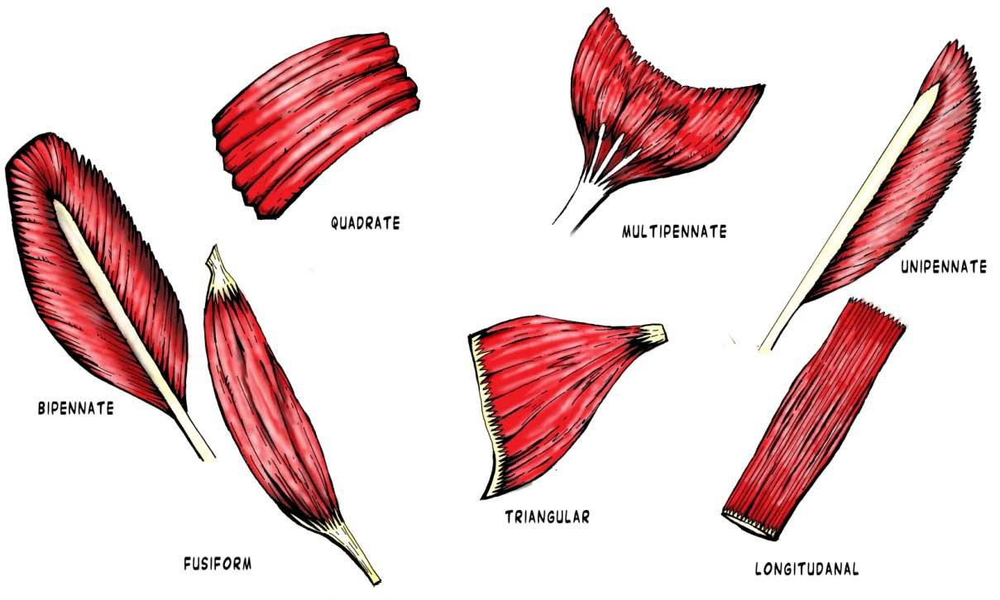 QUADRATE
MULTIPENNATE
UNIPENNATE
BIPENNATE
TRIANGULAR
FUSIFORM
LONGITUDANAL